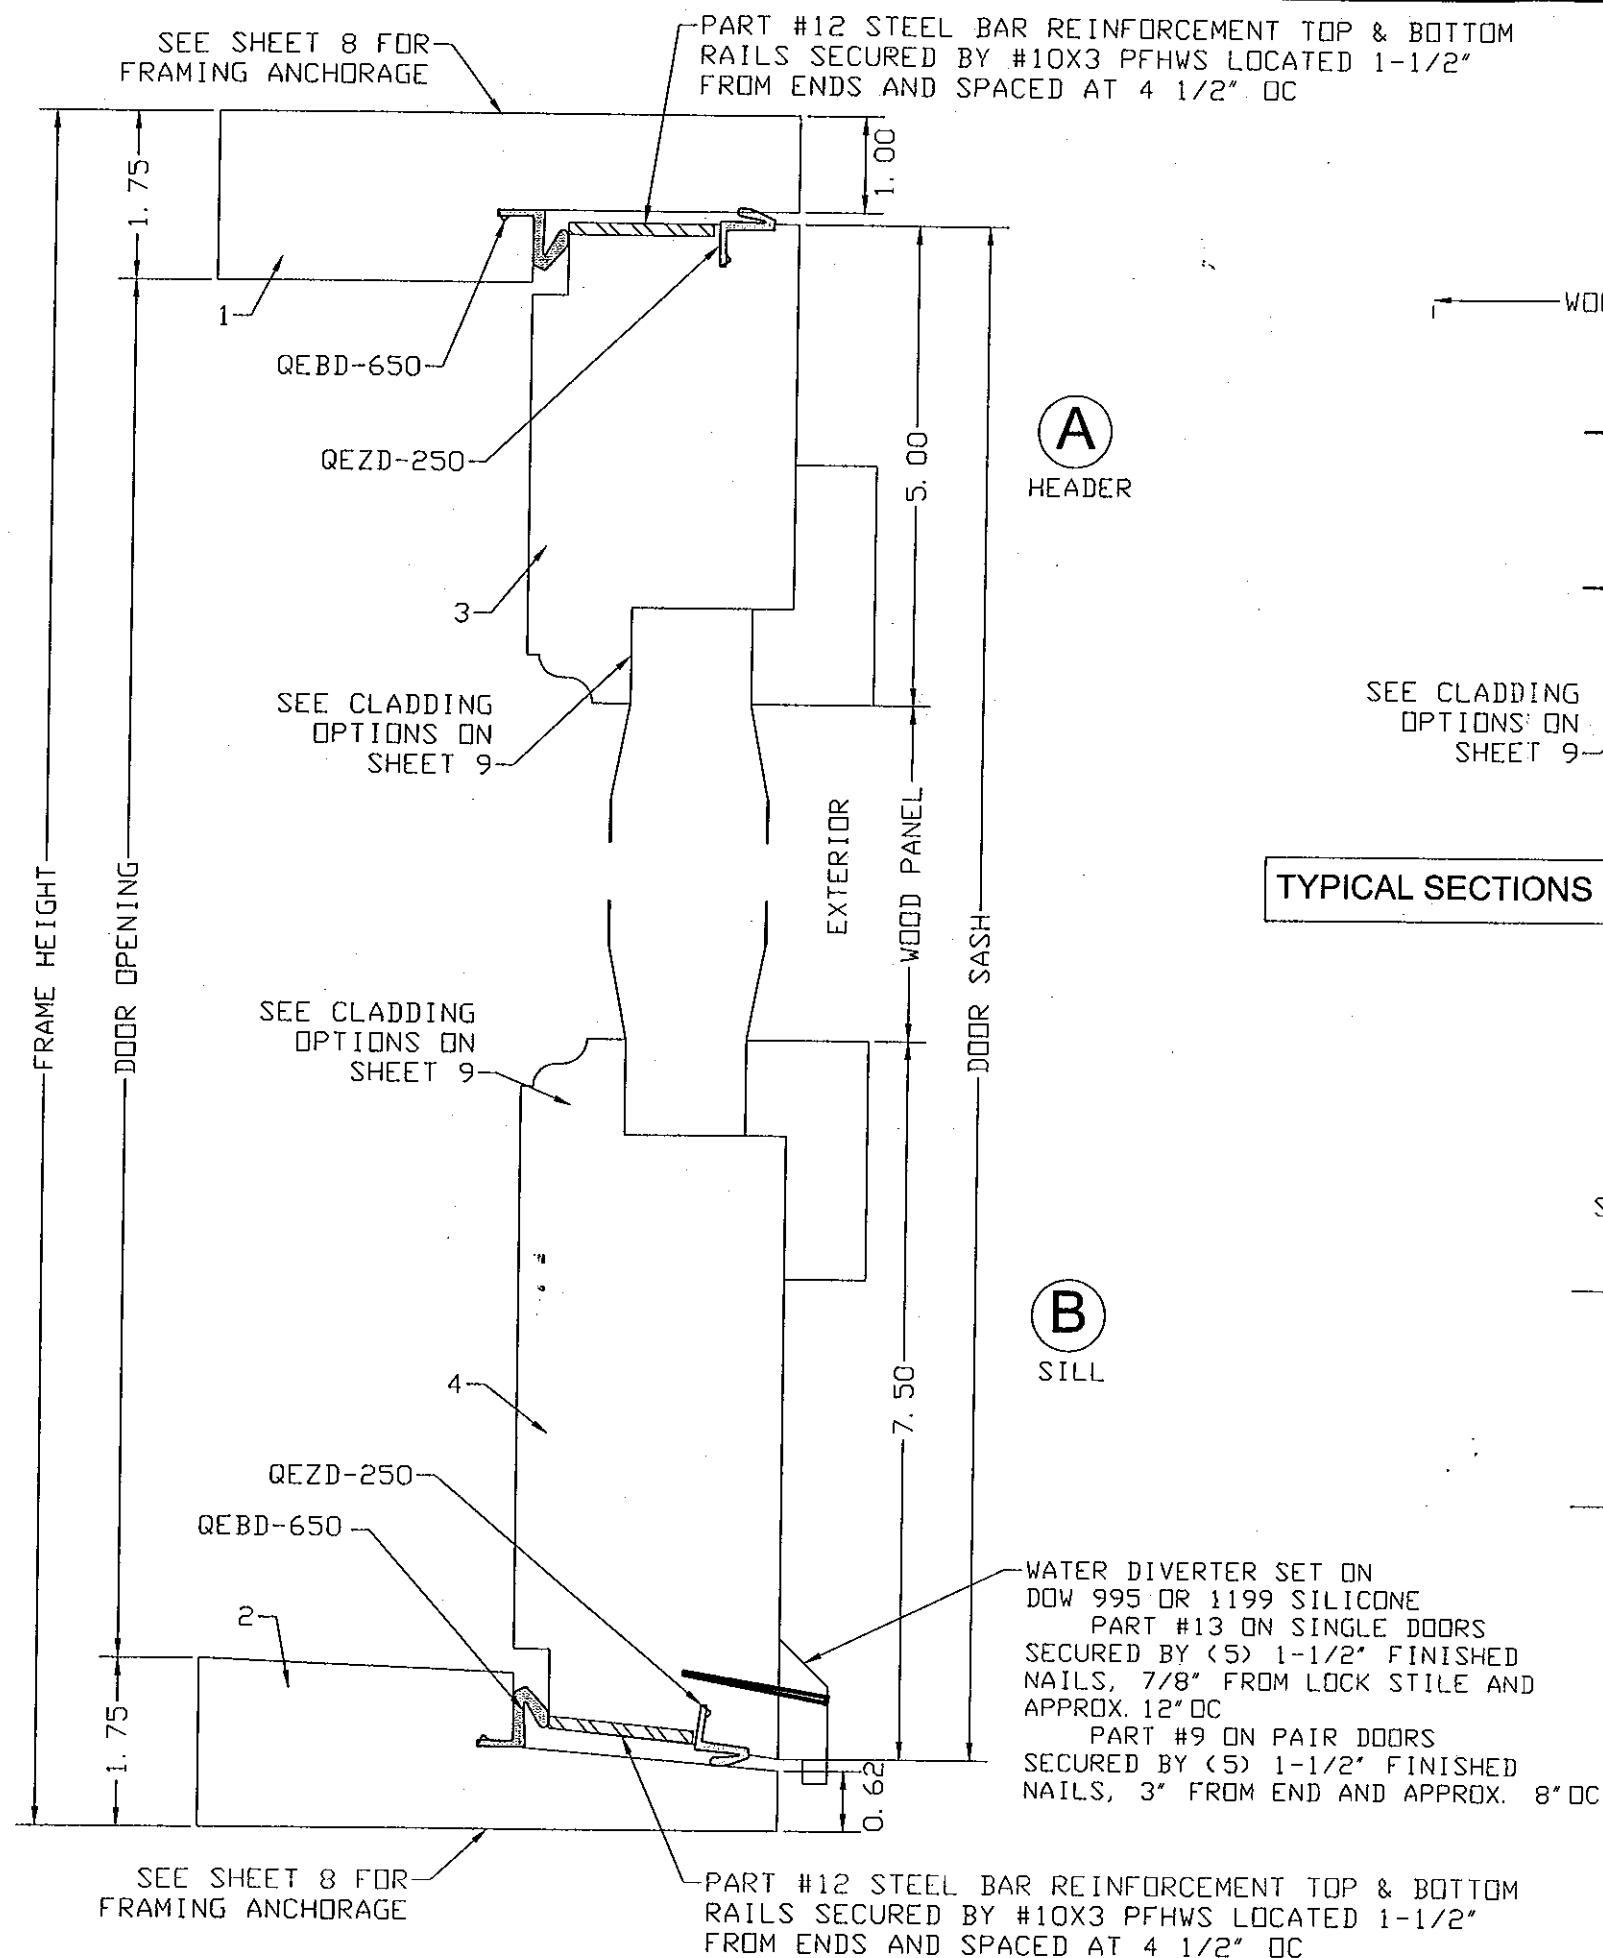 SEE SHEET 8 FOR
FRAMING ANCHORAGE
PART #12 STEEL BAR REINFORCEMENT TOP & BOTTOM
RAILS SECURED BY #10X3 PFHWS LOCATED 1-1/2"
FROM ENDS AND SPACED AT 4 1/2" OC
1.75
1.00
1
QEBD-650
QEZD-250
3
5.00
A
HEADER
SEE CLADDING
OPTIONS ON
SHEET 9
SEE CLADDING
OPTIONS ON
SHEET 9
EXTERIOR
WOOD PANEL
DOOR SASH
TYPICAL SECTIONS
FRAME HEIGHT
DOOR OPENING
SEE CLADDING
OPTIONS ON
SHEET 9
B
SILL
7.50
4
QEZD-250
QEBD-650
2
1.75
0.62
WATER DIVERTER SET ON
DOW 995 OR 1199 SILICONE
PART #13 ON SINGLE DOORS
SECURED BY (5) 1-1/2" FINISHED
NAILS, 7/8" FROM LOCK STILE AND
APPROX. 12" OC
PART #9 ON PAIR DOORS
SECURED BY (5) 1-1/2" FINISHED
NAILS, 3" FROM END AND APPROX. 8" OC
SEE SHEET 8 FOR
FRAMING ANCHORAGE
PART #12 STEEL BAR REINFORCEMENT TOP & BOTTOM
RAILS SECURED BY #10X3 PFHWS LOCATED 1-1/2"
FROM ENDS AND SPACED AT 4 1/2" OC